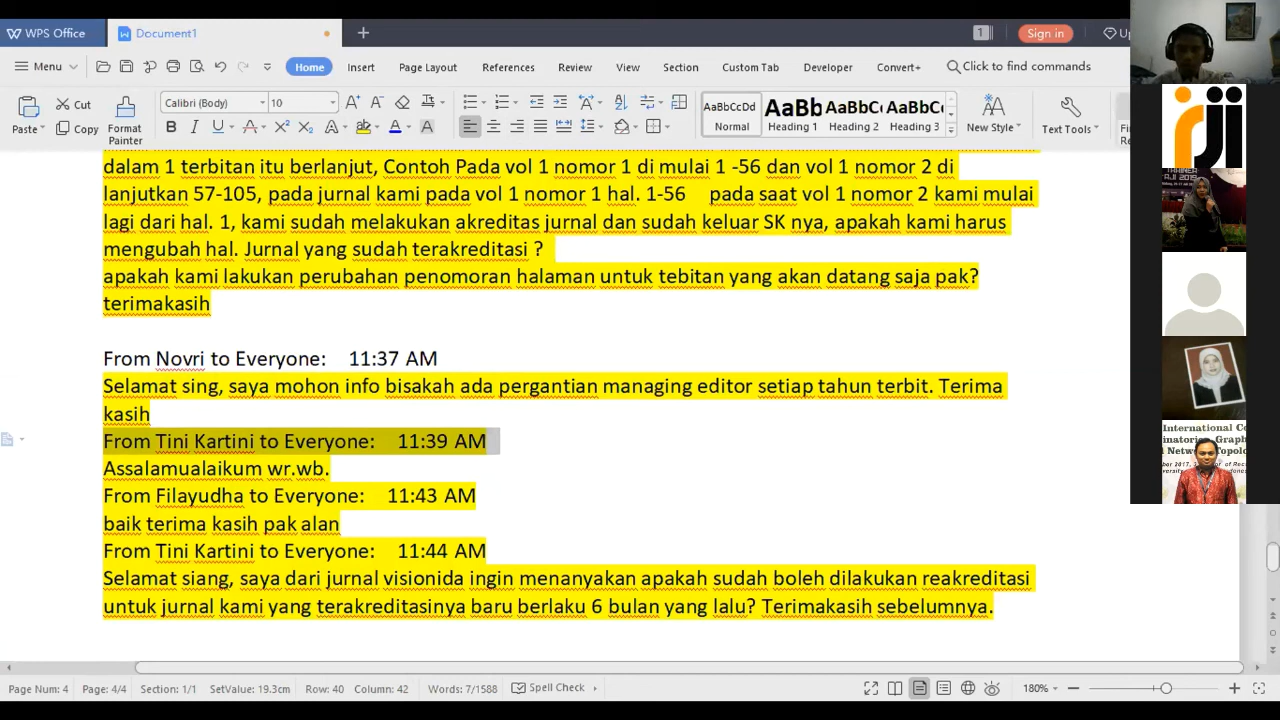 WPS Office
Document1
1
Sign in
Up
Menu
Home
Insert
Page Layout
References
Review
View
Section
Custom Tab
Developer
Convert+
Click to find commands
Paste
Cut
Copy
Format Painter
Calibri (Body)
10
AaBbCcDd
Normal
AaBb
Heading 1
AaBbC
Heading 2
AaBbC
Heading 3
New Style
Text Tools
dalam 1 terbitan itu berlanjut, Contoh Pada vol 1 nomor 1 di mulai 1 -56 dan vol 1 nomor 2 di
lanjutkan 57-105, pada jurnal kami pada vol 1 nomor 1 hal. 1-56 pada saat vol 1 nomor 2 kami mulai
lagi dari hal. 1, kami sudah melakukan akreditas jurnal dan sudah keluar SK nya, apakah kami harus
mengubah hal. Jurnal yang sudah terakreditasi ?
apakah kami lakukan perubahan penomoran halaman untuk tebitan yang akan datang saja pak?
terimakasih
From Novri to Everyone: 11:37 AM
Selamat sing, saya mohon info bisakah ada pergantian managing editor setiap tahun terbit. Terima
kasih
From Tini Kartini to Everyone: 11:39 AM
Assalamualaikum wr.wb.
From Filayudha to Everyone: 11:43 AM
baik terima kasih pak alan
From Tini Kartini to Everyone: 11:44 AM
Selamat siang, saya dari jurnal visionida ingin menanyakan apakah sudah boleh dilakukan reakreditasi
untuk jurnal kami yang terakreditasinya baru berlaku 6 bulan yang lalu? Terimakasih sebelumnya.
Page Num: 4
Page: 4/4
Section: 1/1
SetValue: 19.3cm
Row: 40
Column: 42
Words: 7/1588
Spell Check
180%